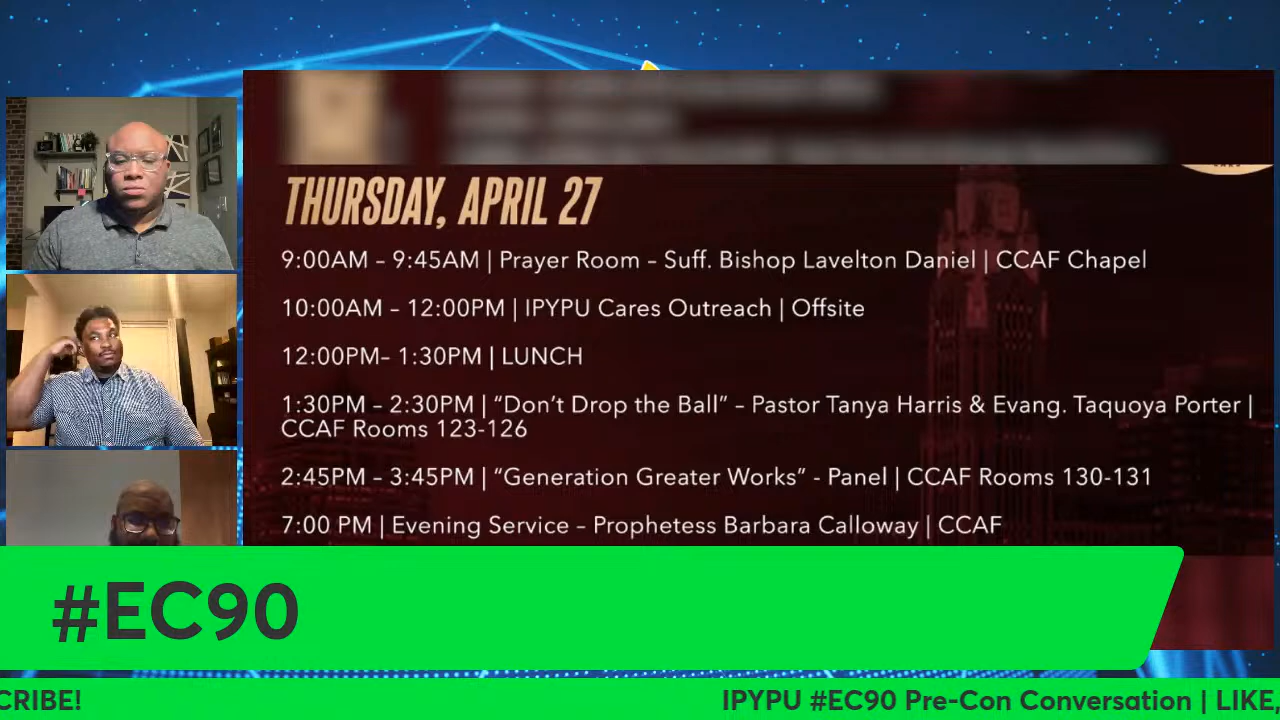 THURSDAY, APRIL 27
9:00AM – 9:45AM | Prayer Room – Suff. Bishop Lavelton Daniel | CCAF Chapel
10:00AM – 12:00PM | IPYPU Cares Outreach | Offsite
12:00PM– 1:30PM | LUNCH
1:30PM – 2:30PM | “Don’t Drop the Ball” – Pastor Tanya Harris & Evang. Taquoya Porter |
CCAF Rooms 123-126
2:45PM – 3:45PM | “Generation Greater Works” - Panel | CCAF Rooms 130-131
7:00 PM | Evening Service – Prophetess Barbara Calloway | CCAF
#EC90
CRIBE! IPYPU #EC90 Pre-Con Conversation | LIKE,